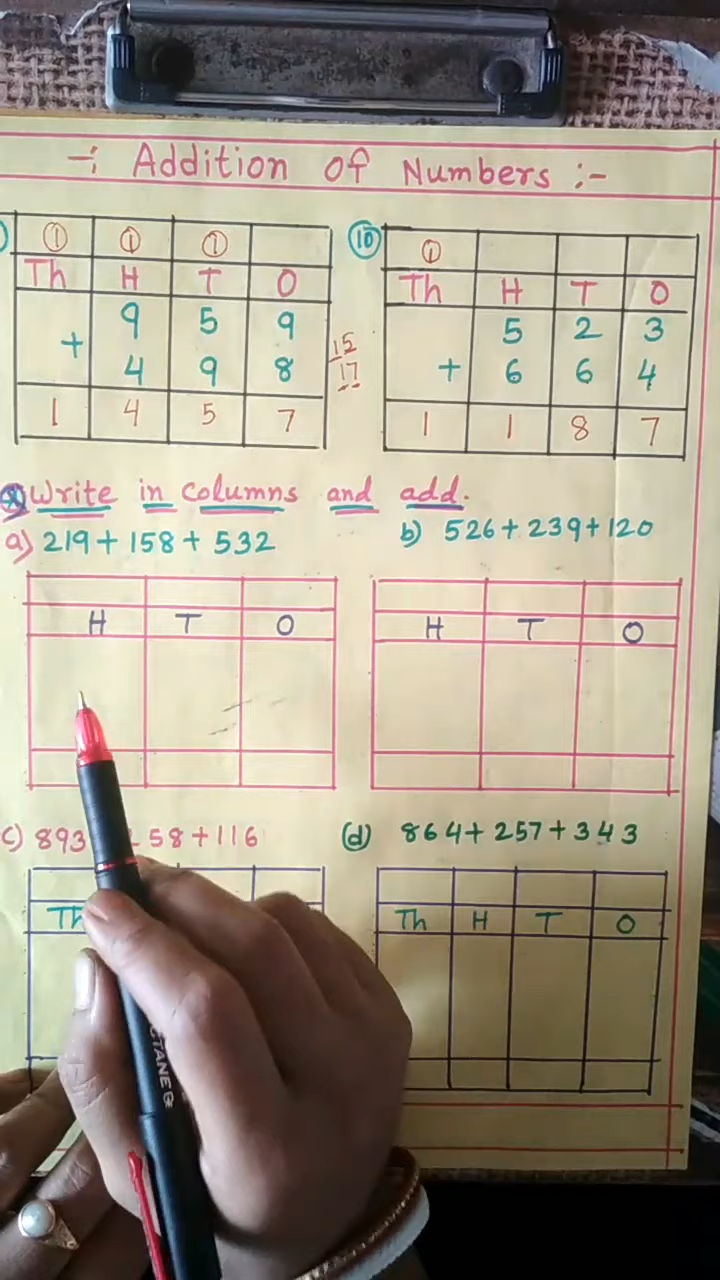 -: Addition of Numbers :-
1 1 1
Th H T O
9 5 9
+ 4 9 8
1 4 5 7
15
17
10
1
Th H T O
5 2 3
+ 6 6 4
1 1 8 7
Write in columns and add.
a) 219 + 158 + 532
b) 526 + 239 + 120
H T O
H T O
c) 893 58 + 116
(d) 864 + 257 + 343
Th
Th H T O